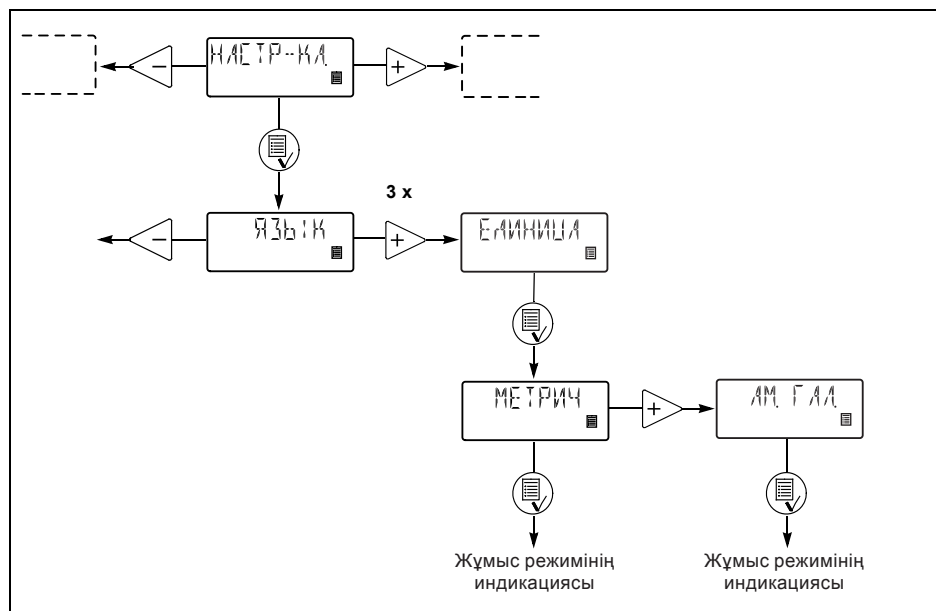 НАСТР-КА.
3 x
ЯЗЫК
ЕДИНИЦА
МЕТРИЧ
АМ. ГАЛ.
Жұмыс режимінің
индикациясы
Жұмыс режимінің
индикациясы